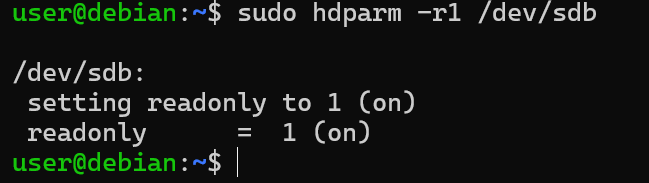 user@debian:~$ sudo hdparm -r1 /dev/sdb
/dev/sdb:
 setting readonly to 1 (on)
 readonly      =  1 (on)
user@debian:~$